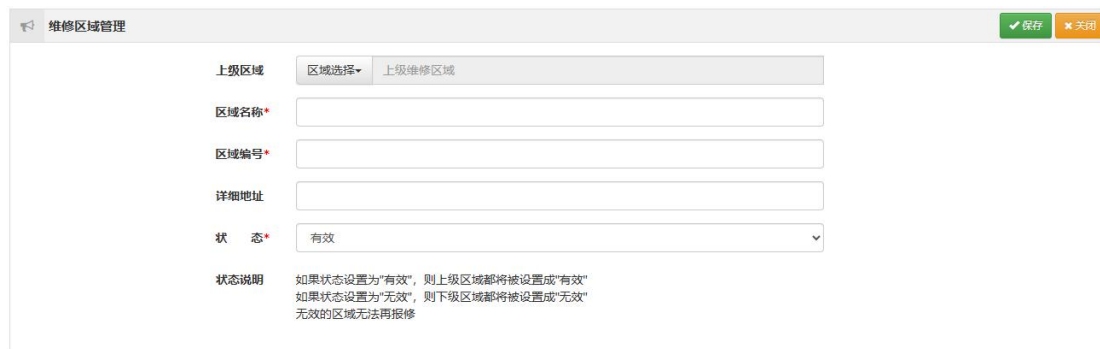 维修区域管理
保存 关闭
上级区域 区域选择 上级维修区域
区域名称*
区域编号*
详细地址
状 态* 有效
状态说明 如果状态设置为"有效"，则上级区域都将被设置成"有效"
如果状态设置为"无效"，则下级区域都将被设置成"无效"
无效的区域无法再报修